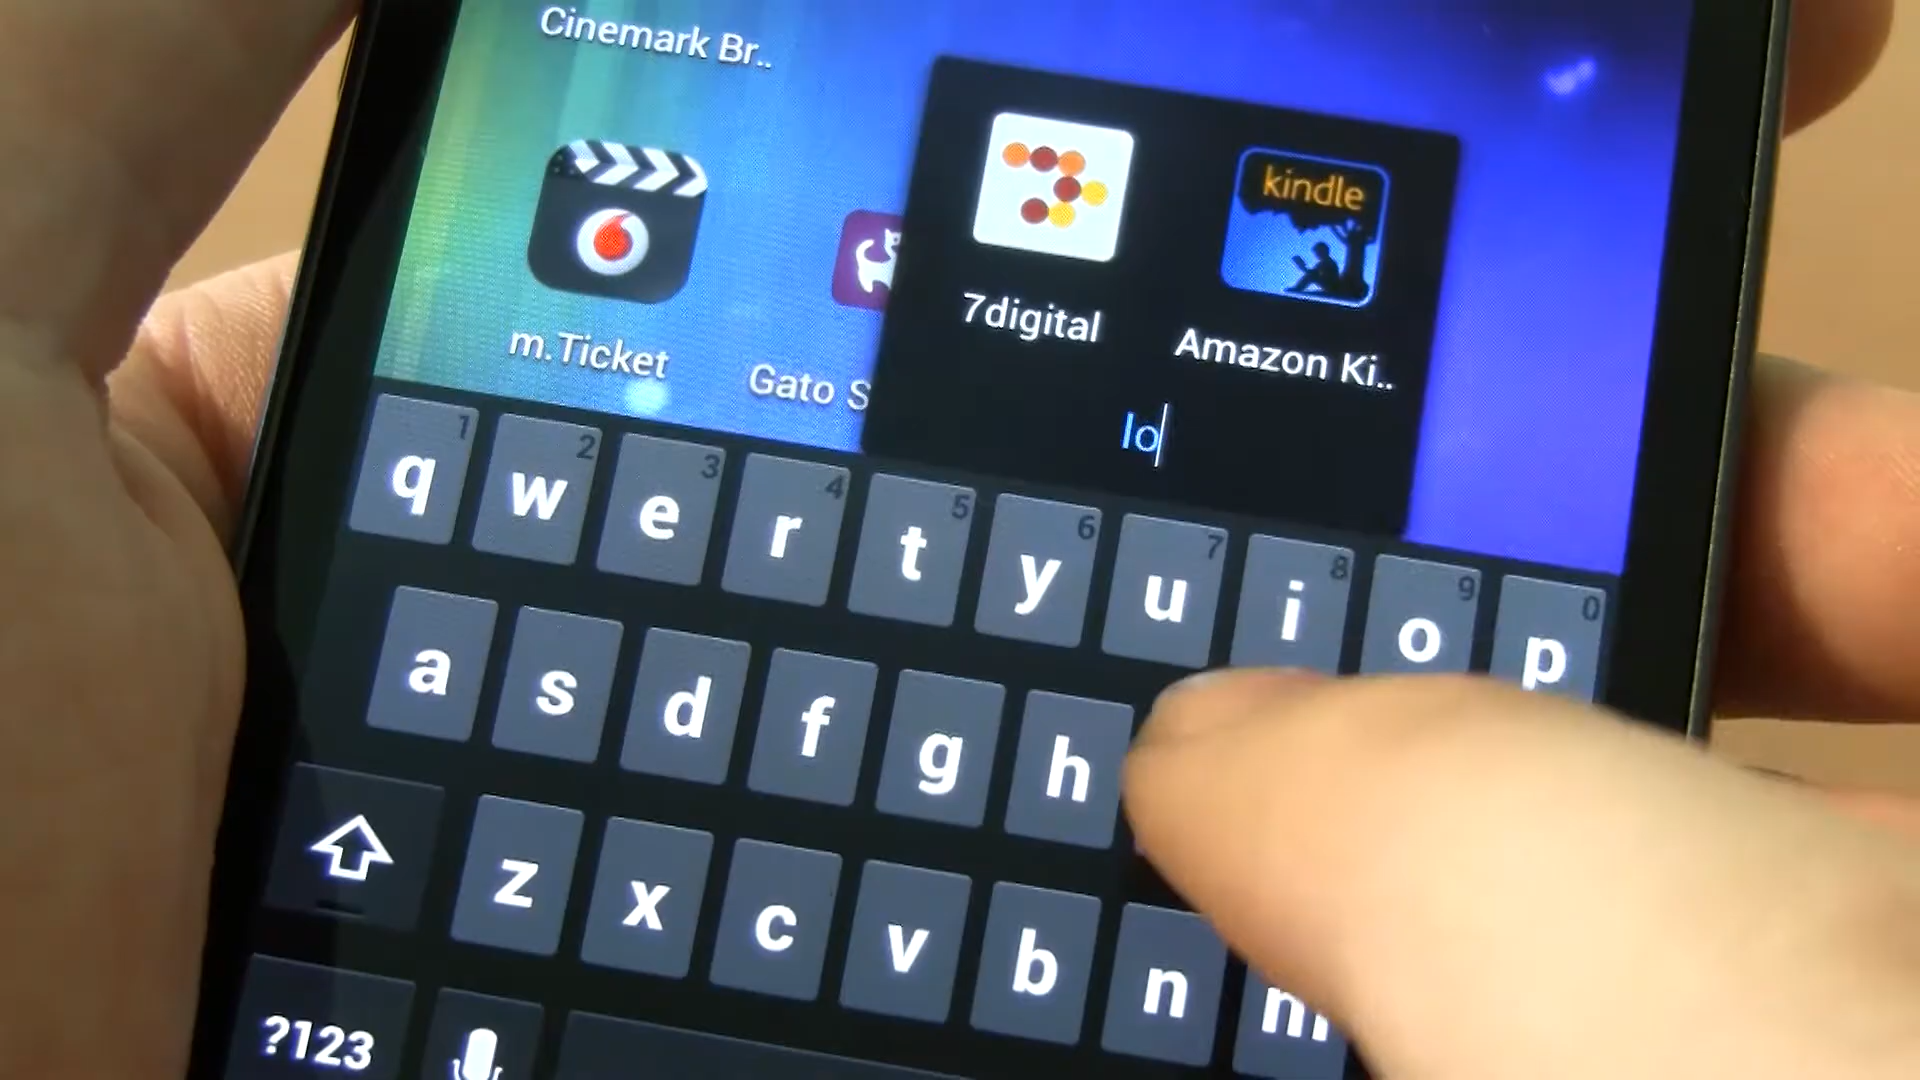 Cinemark Br..
kindle
m.Ticket
Gato S
7digital
Amazon Ki..
lo
1 2 3 4 5 6 7 8 9 0
q w e r t y u i o p
a s d f g h
z x c v b n m
?123